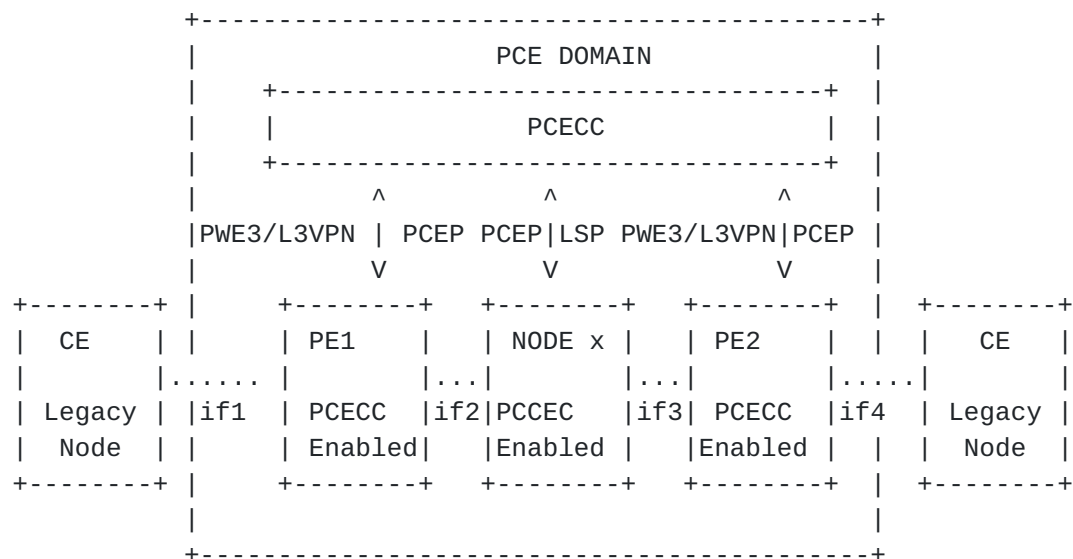 PCE DOMAIN
PCECC
PWE3/L3VPN | PCEP PCEP|LSP PWE3/L3VPN|PCEP
CE PE1 NODE x PE2 CE
Legacy if1 PCECC if2 PCCEC if3 PCECC if4 Legacy
Node Enabled Enabled Enabled Node